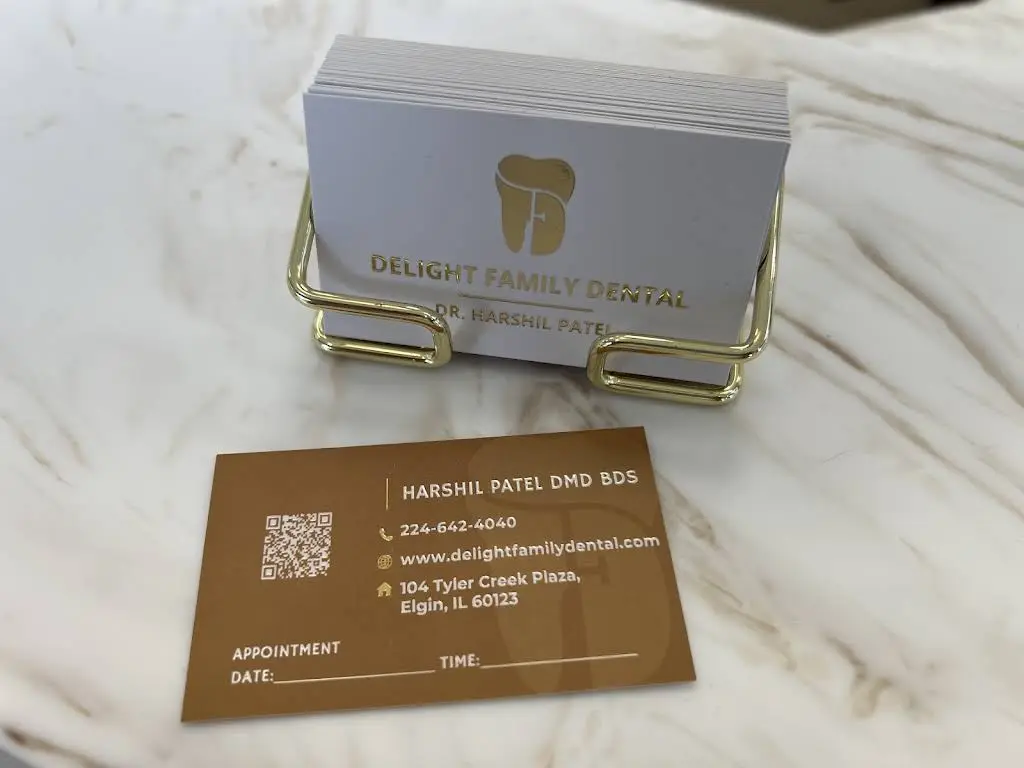 DELIGHT FAMILY DENTAL
DR. HARSHIL PATEL
HARSHIL PATEL DMD BDS
224-642-4040
www.delightfamilydental.com
104 Tyler Creek Plaza,
Elgin, IL 60123
APPOINTMENT
DATE: TIME: